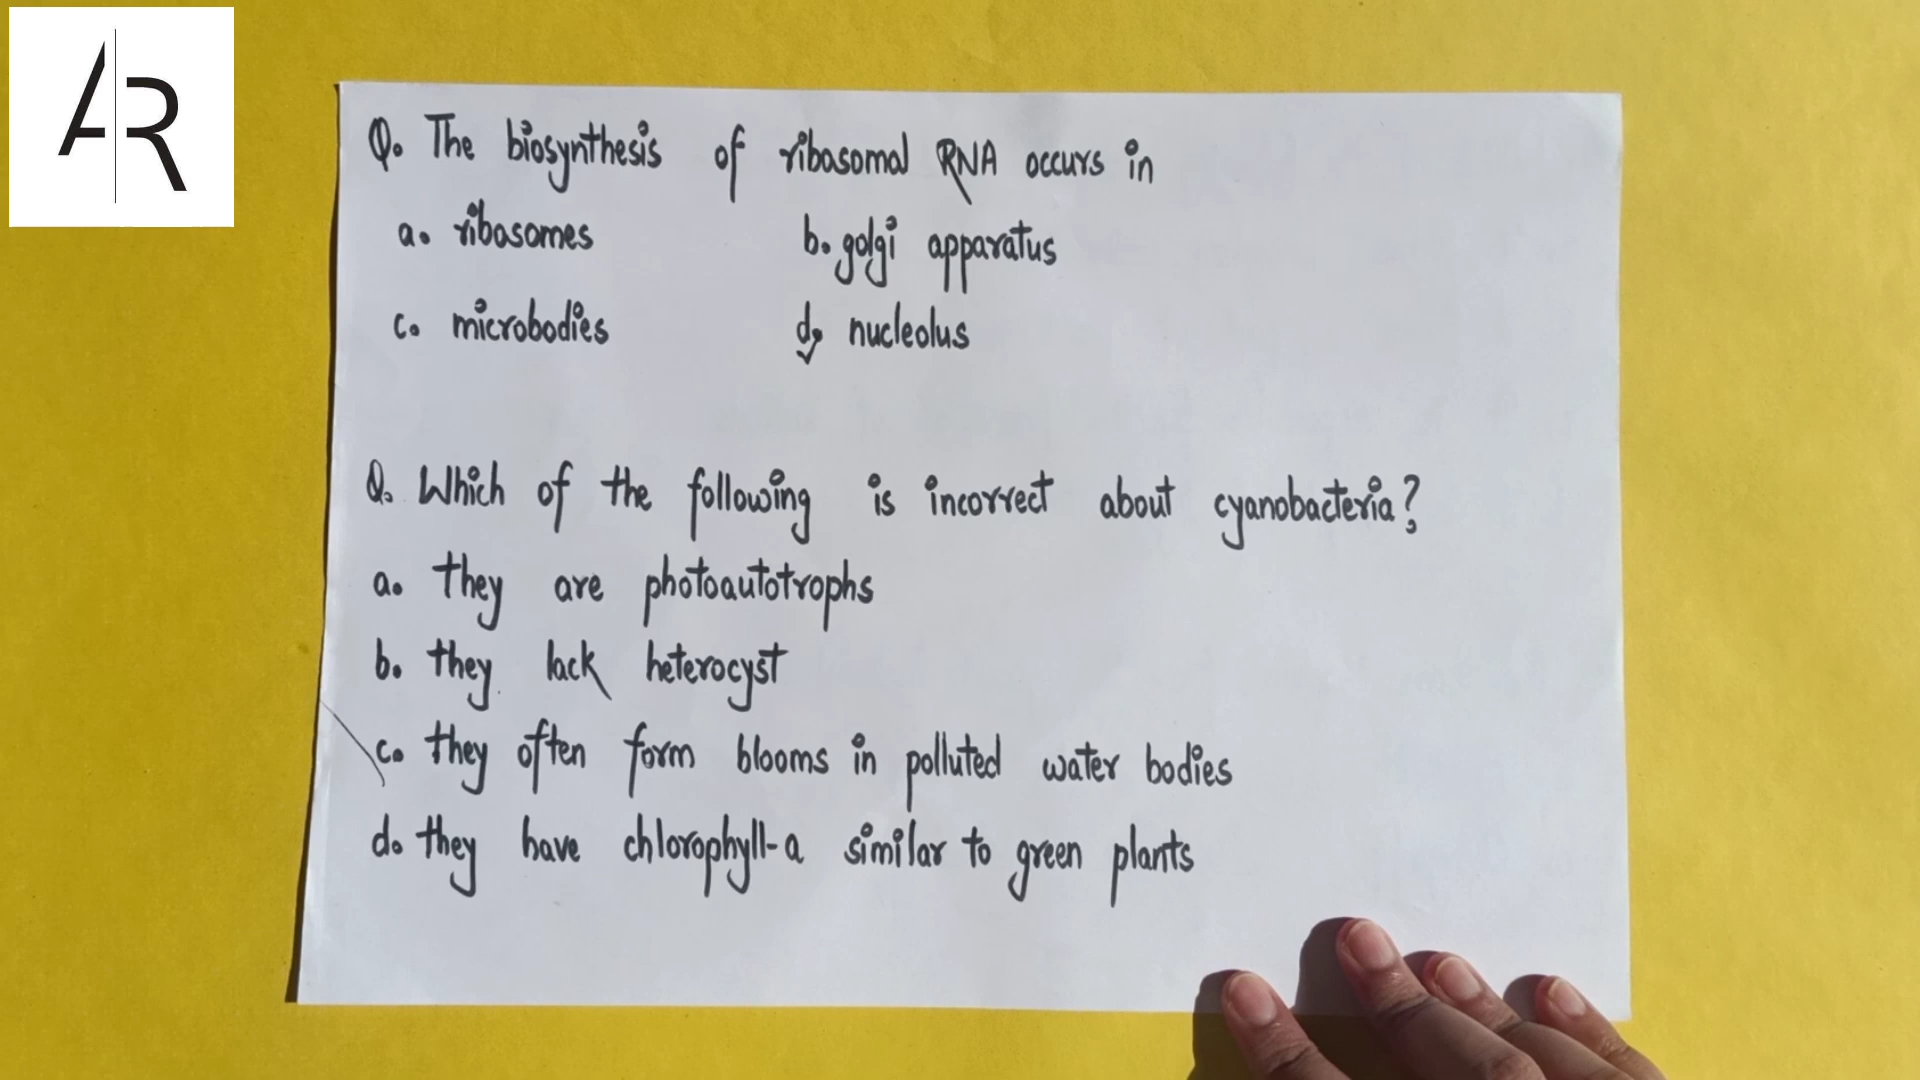 AR
Q. The biosynthesis of ribosomal RNA occurs in
a. ribosomes b. golgi apparatus
c. microbodies d. nucleolus
Q. Which of the following is incorrect about cyanobacteria?
a. they are photoautotrophs
b. they lack heterocyst
c. they often form blooms in polluted water bodies
d. they have chlorophyll-a similar to green plants